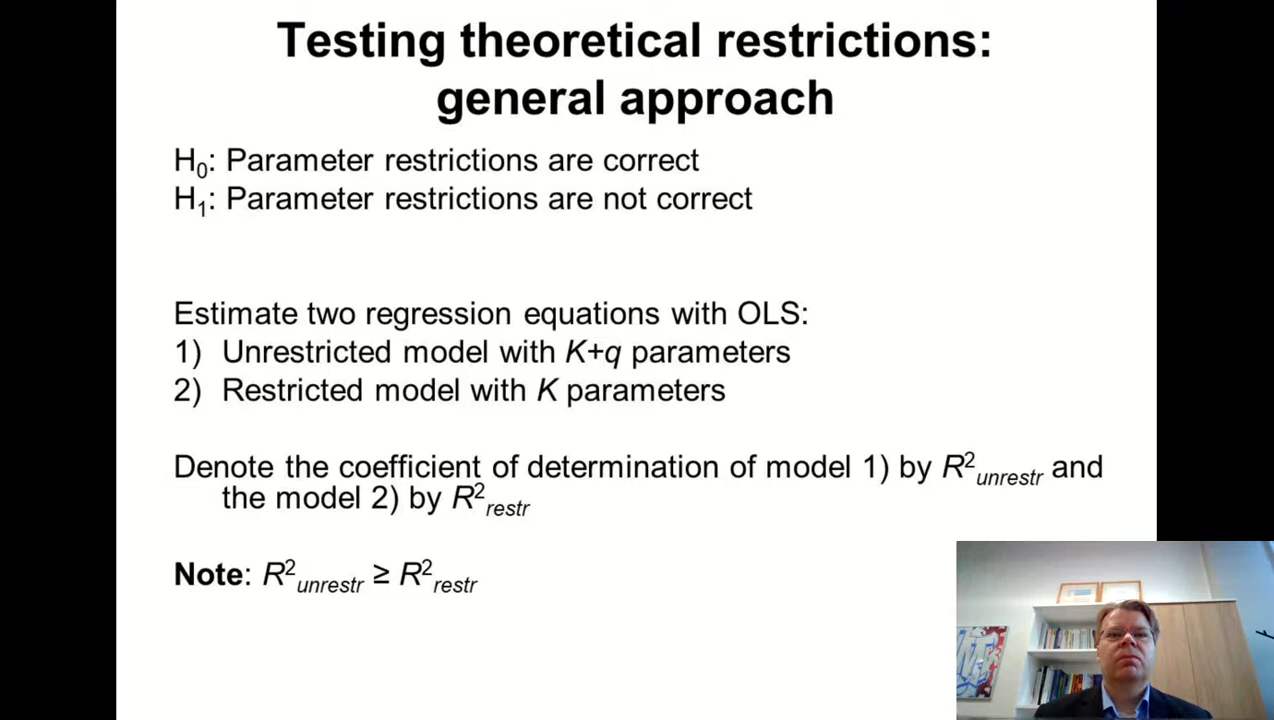 Testing theoretical restrictions:
general approach
H₀: Parameter restrictions are correct
H₁: Parameter restrictions are not correct
Estimate two regression equations with OLS:
1) Unrestricted model with K+q parameters
2) Restricted model with K parameters
Denote the coefficient of determination of model 1) by R²unrestr and
the model 2) by R²restr
Note: R²unrestr ≥ R²restr